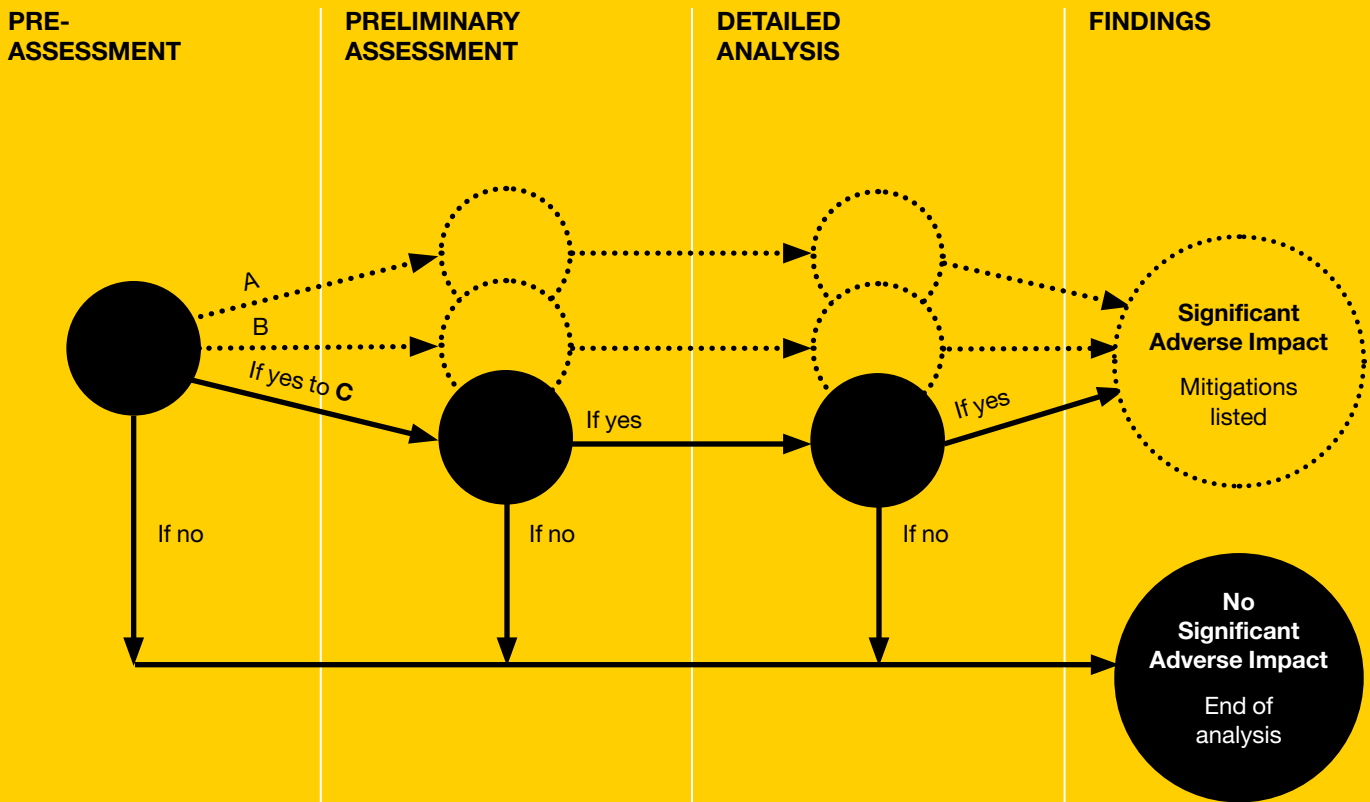 PRE-
ASSESSMENT
PRELIMINARY
ASSESSMENT
DETAILED
ANALYSIS
FINDINGS
A
B
If yes to C
If yes
If yes
Significant
Adverse Impact
Mitigations
listed
If no
If no
If no
No
Significant
Adverse Impact
End of
analysis